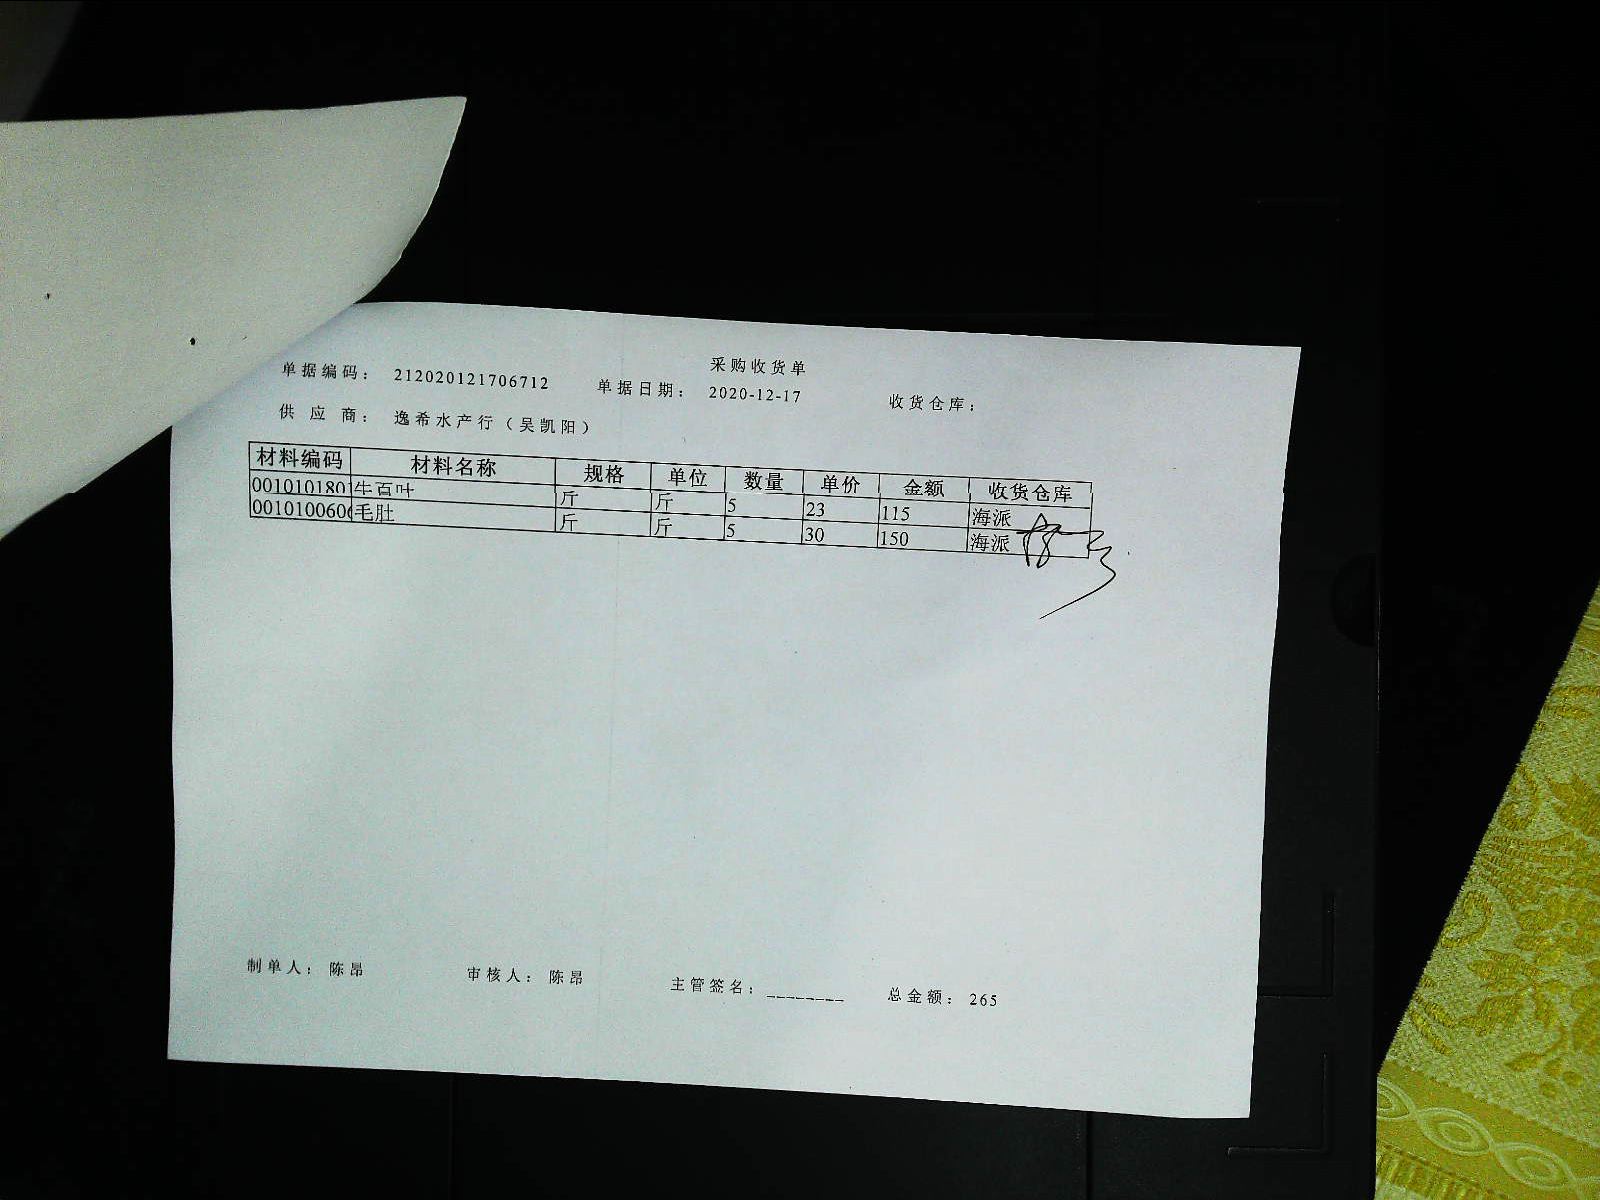 采购收货单
单据编码： 212020121706712 单据日期： 2020-12-17 收货仓库：
供 应 商： 逸希水产行（吴凯阳）
材料编码 材料名称 规格 单位 数量 单价 金额 收货仓库
001010180 牛百叶 斤 斤 5 23 115 海派
0010100606 毛肚 斤 斤 5 30 150 海派
制单人： 陈昂 审核人： 陈昂 主管签名：________ 总金额： 265